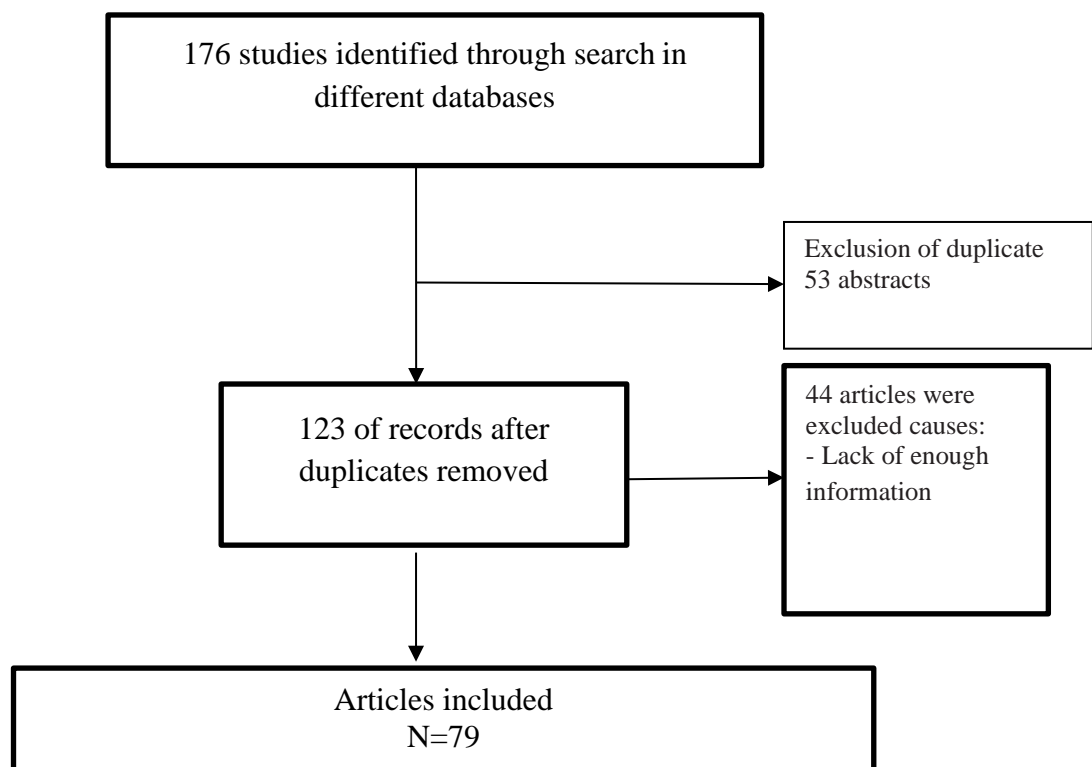 176 studies identified through search in
different databases
Exclusion of duplicate
53 abstracts
123 of records after
duplicates removed
44 articles were
excluded causes:
- Lack of enough
information
Articles included
N=79